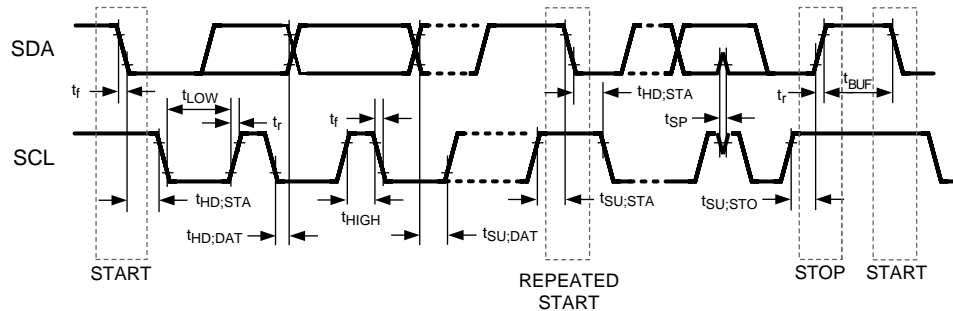 SDA
t_f
t_LOW
t_r
t_f
t_HD;STA
t_SP
t_r
t_BUF
SCL
t_HD;STA
t_HD;DAT
t_HIGH
t_SU;DAT
t_SU;STA
t_SU;STO
START
REPEATED
START
STOP
START